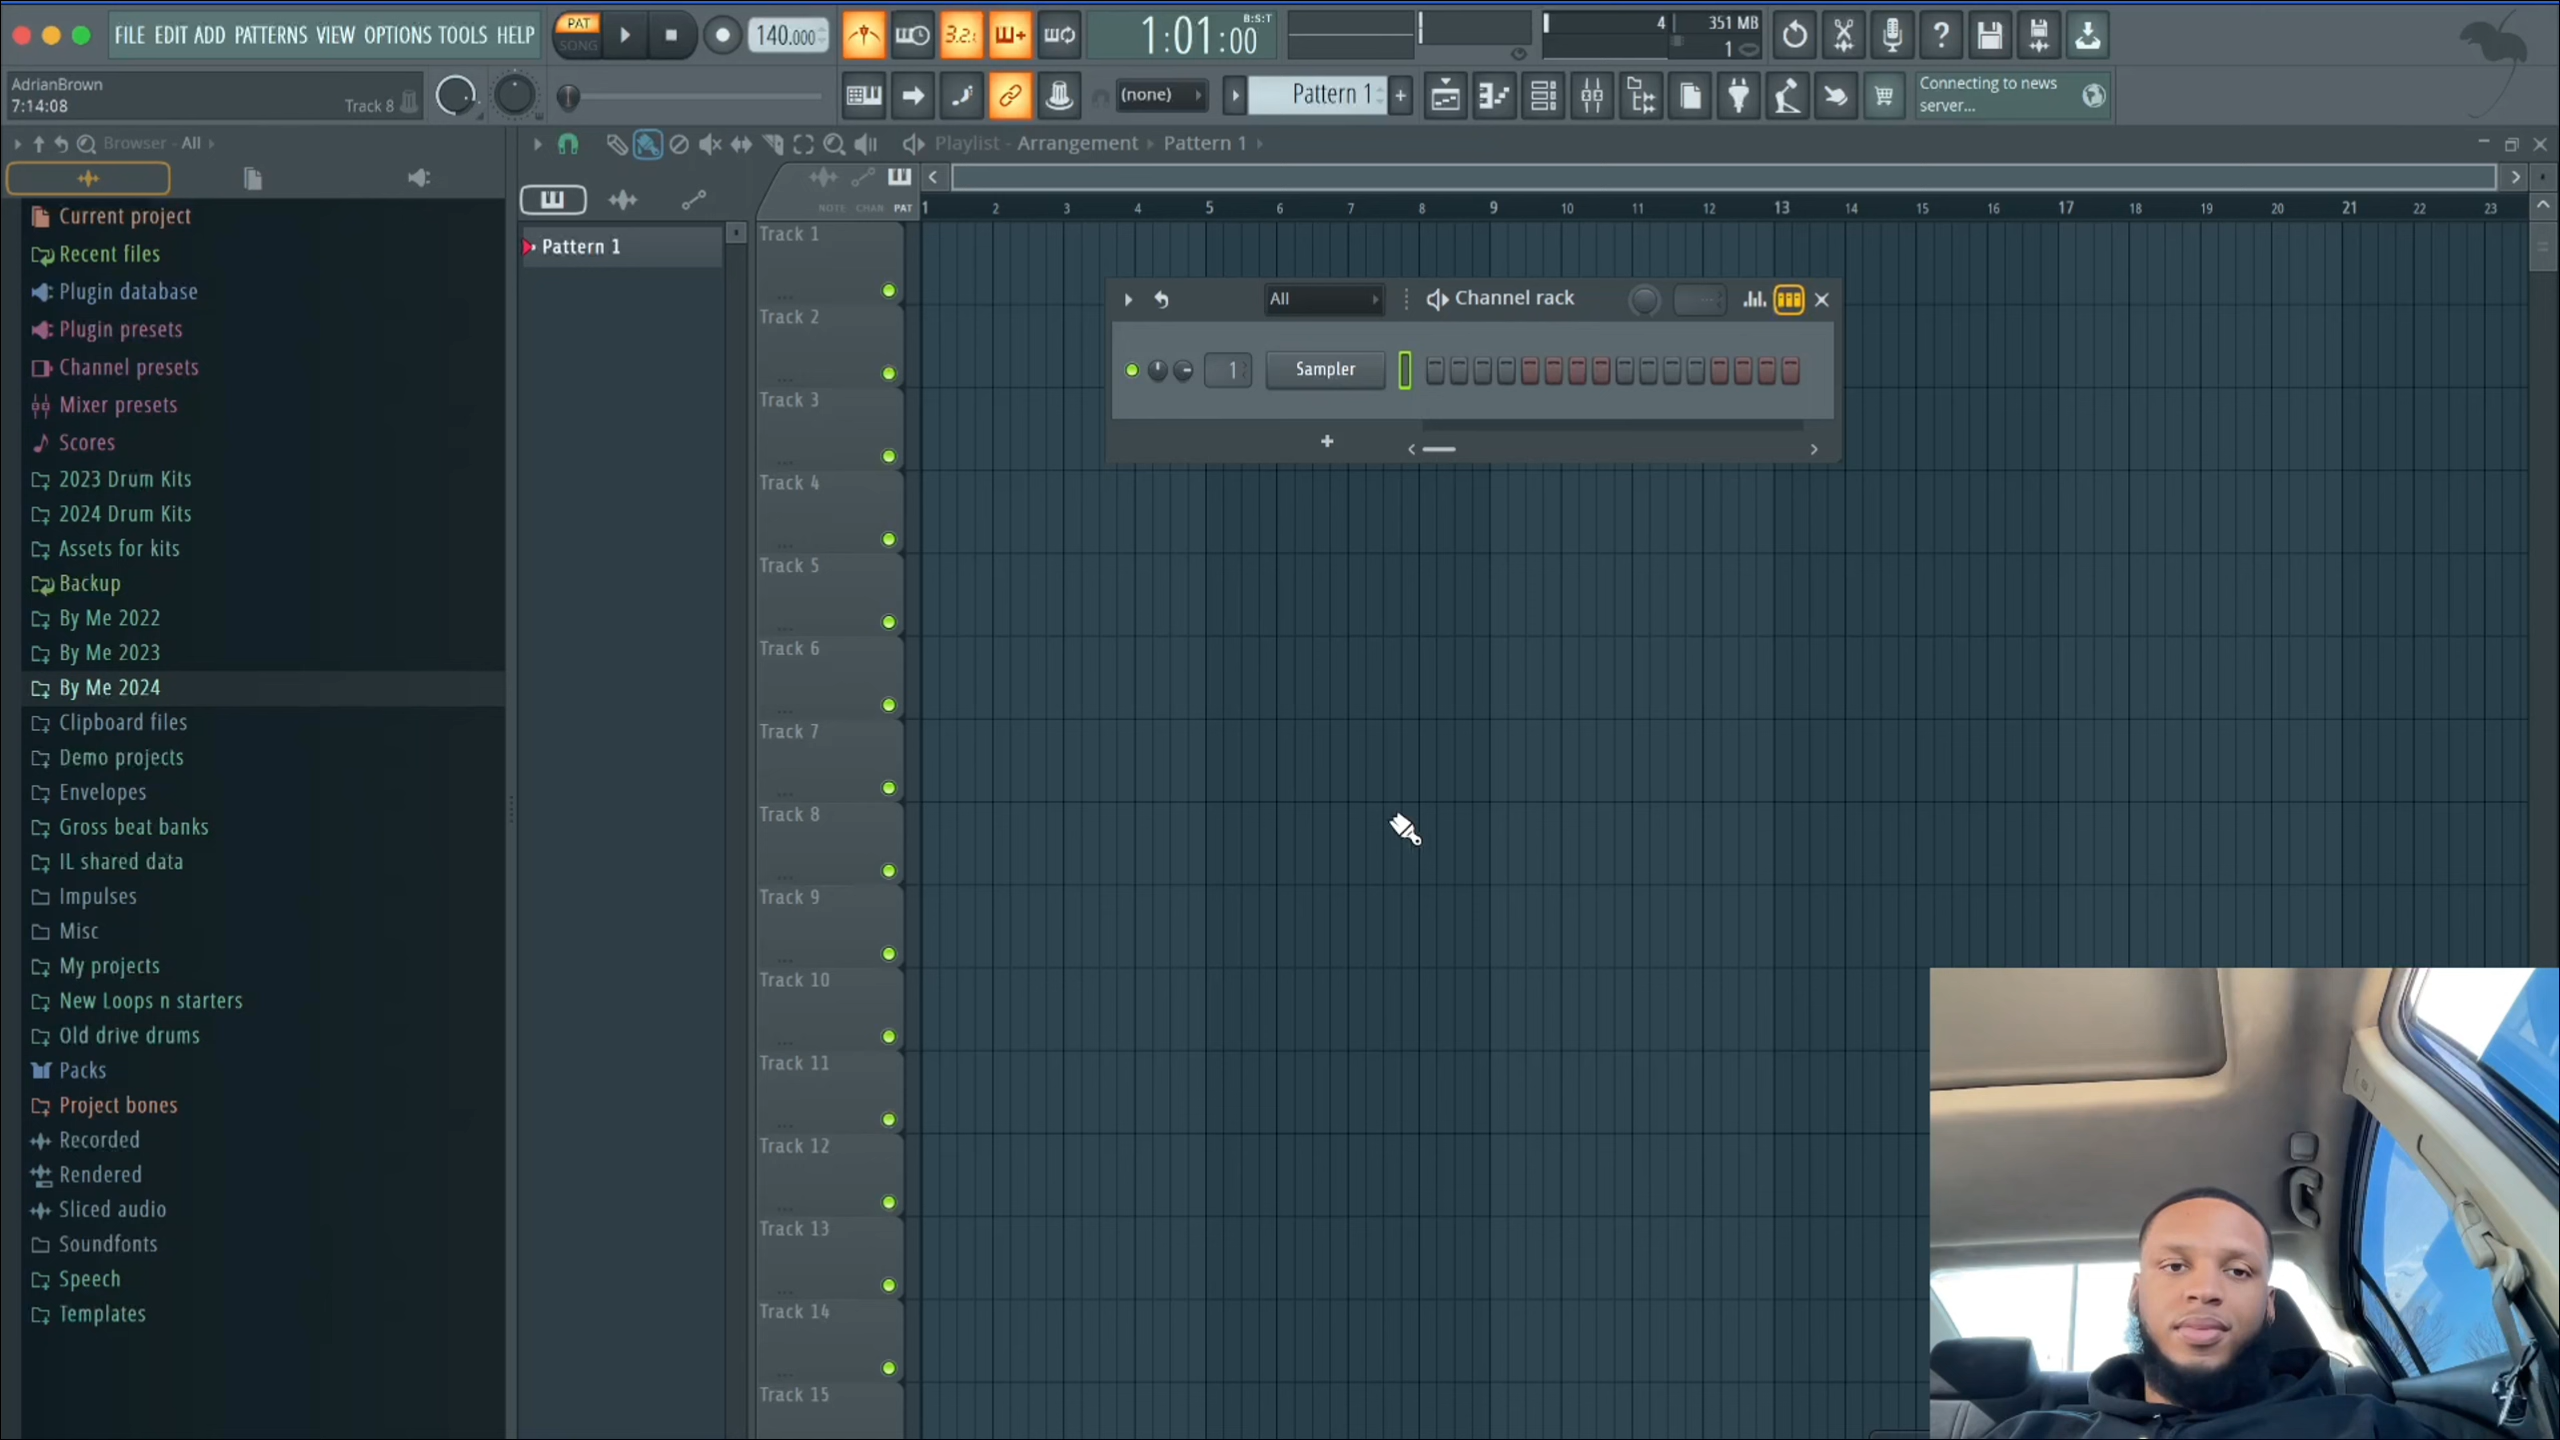 FILE EDIT ADD PATTERNS VIEW OPTIONS TOOLS HELP
PAT
SONG
140.000
3.2.
1:01:00
B:S:T
4
351 MB
1
AdrianBrown
7:14:08
Track 8
(none)
Pattern 1
+
Connecting to news
server...
Browser - All
Playlist - Arrangement
Pattern 1
NOTE CHAN PAT
1 2 3 4 5 6 7 8 9 10 11 12 13 14 15 16 17 18 19 20 21 22 23
Current project
Recent files
Plugin database
Plugin presets
Channel presets
Mixer presets
Scores
2023 Drum Kits
2024 Drum Kits
Assets for kits
Backup
By Me 2022
By Me 2023
By Me 2024
Clipboard files
Demo projects
Envelopes
Gross beat banks
IL shared data
Impulses
Misc
My projects
New Loops n starters
Old drive drums
Packs
Project bones
Recorded
Rendered
Sliced audio
Soundfonts
Speech
Templates
Pattern 1
Track 1
Track 2
Track 3
Track 4
Track 5
Track 6
Track 7
Track 8
Track 9
Track 10
Track 11
Track 12
Track 13
Track 14
Track 15
All
Channel rack
1
Sampler
+